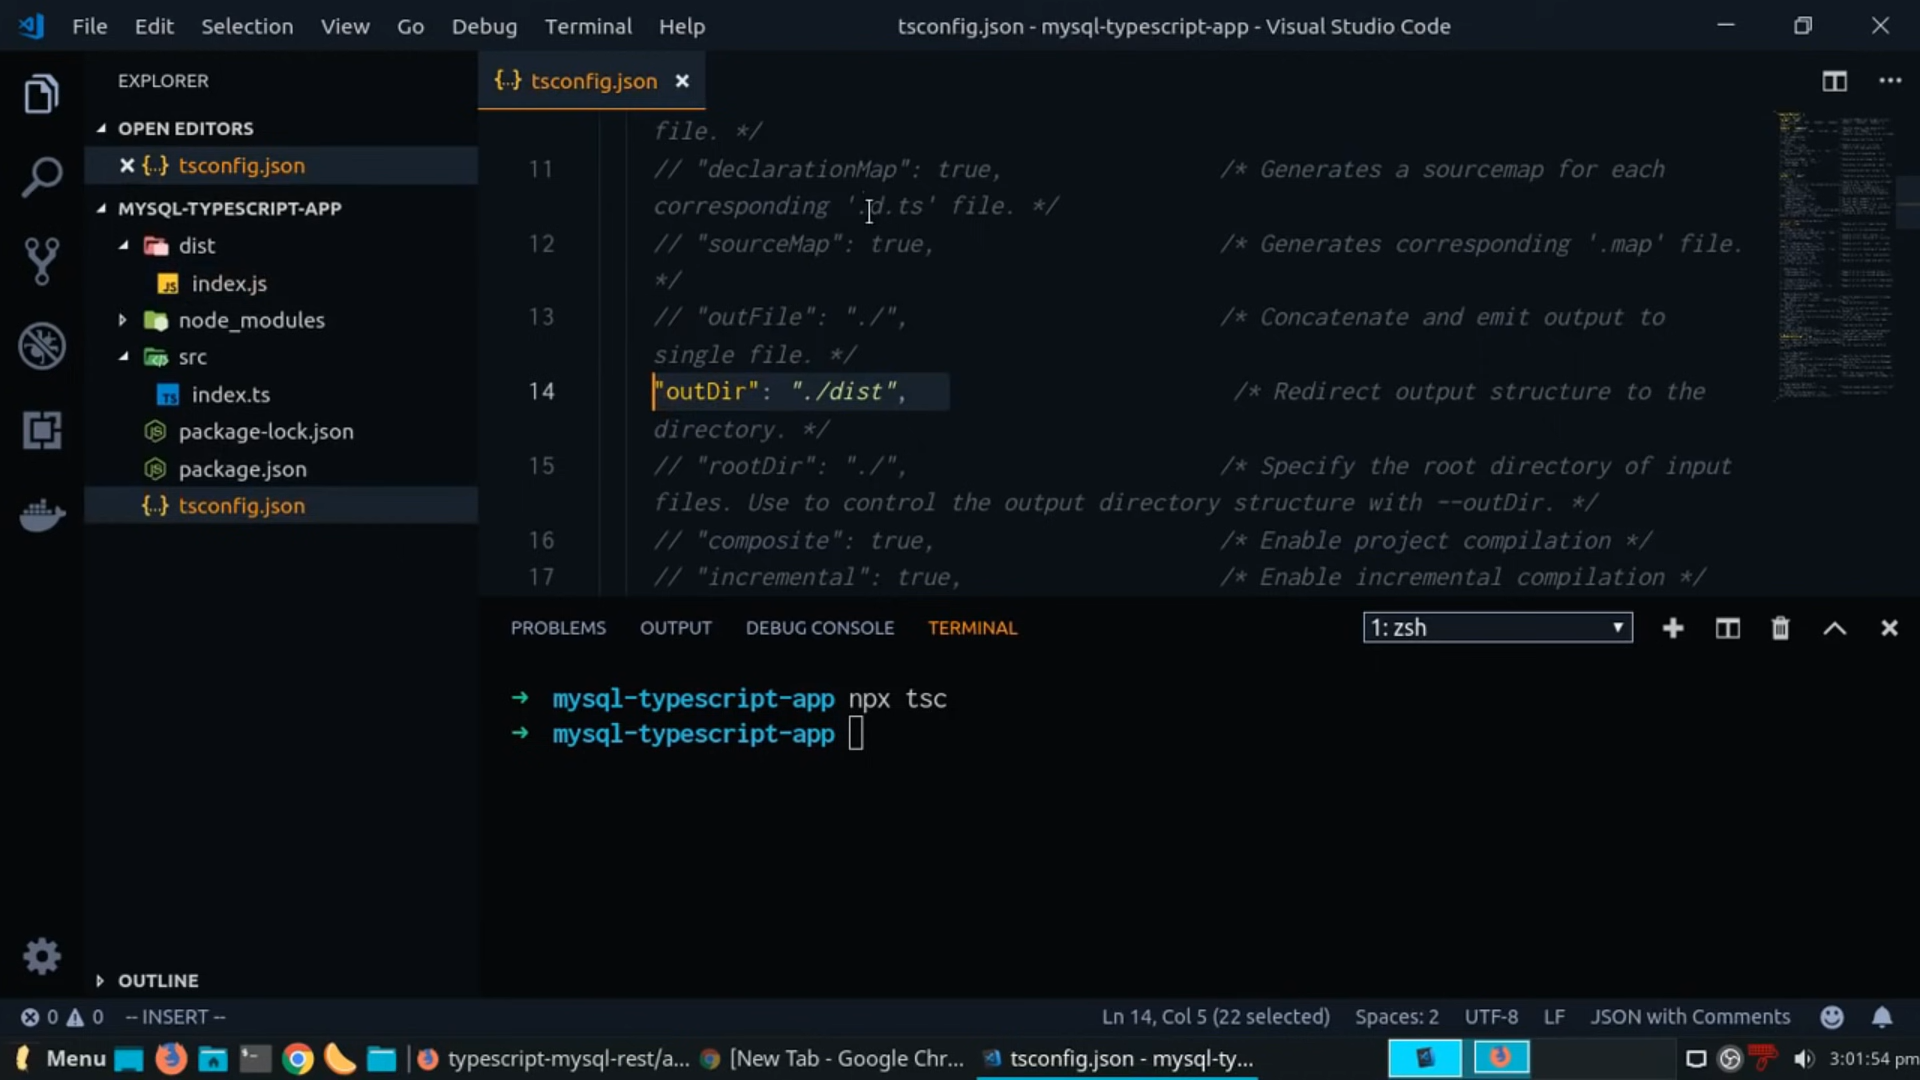 File Edit Selection View Go Debug Terminal Help
tsconfig.json - mysql-typescript-app - Visual Studio Code
EXPLORER
OPEN EDITORS
{..} tsconfig.json
MYSQL-TYPESCRIPT-APP
dist
JS index.js
node_modules
src
TS index.ts
package-lock.json
package.json
{..} tsconfig.json
OUTLINE
{..} tsconfig.json
file. */
11 // "declarationMap": true, /* Generates a sourcemap for each
corresponding '.d.ts' file. */
12 // "sourceMap": true, /* Generates corresponding '.map' file.
*/
13 // "outFile": "./", /* Concatenate and emit output to
single file. */
14 "outDir": "./dist", /* Redirect output structure to the
directory. */
15 // "rootDir": "./", /* Specify the root directory of input
files. Use to control the output directory structure with --outDir. */
16 // "composite": true, /* Enable project compilation */
17 // "incremental": true, /* Enable incremental compilation */
PROBLEMS OUTPUT DEBUG CONSOLE TERMINAL 1: zsh
→ mysql-typescript-app npx tsc
→ mysql-typescript-app
0 0 -- INSERT -- Ln 14, Col 5 (22 selected) Spaces: 2 UTF-8 LF JSON with Comments
Menu typescript-mysql-rest/a... [New Tab - Google Chr... tsconfig.json - mysql-ty... 3:01:54 pm